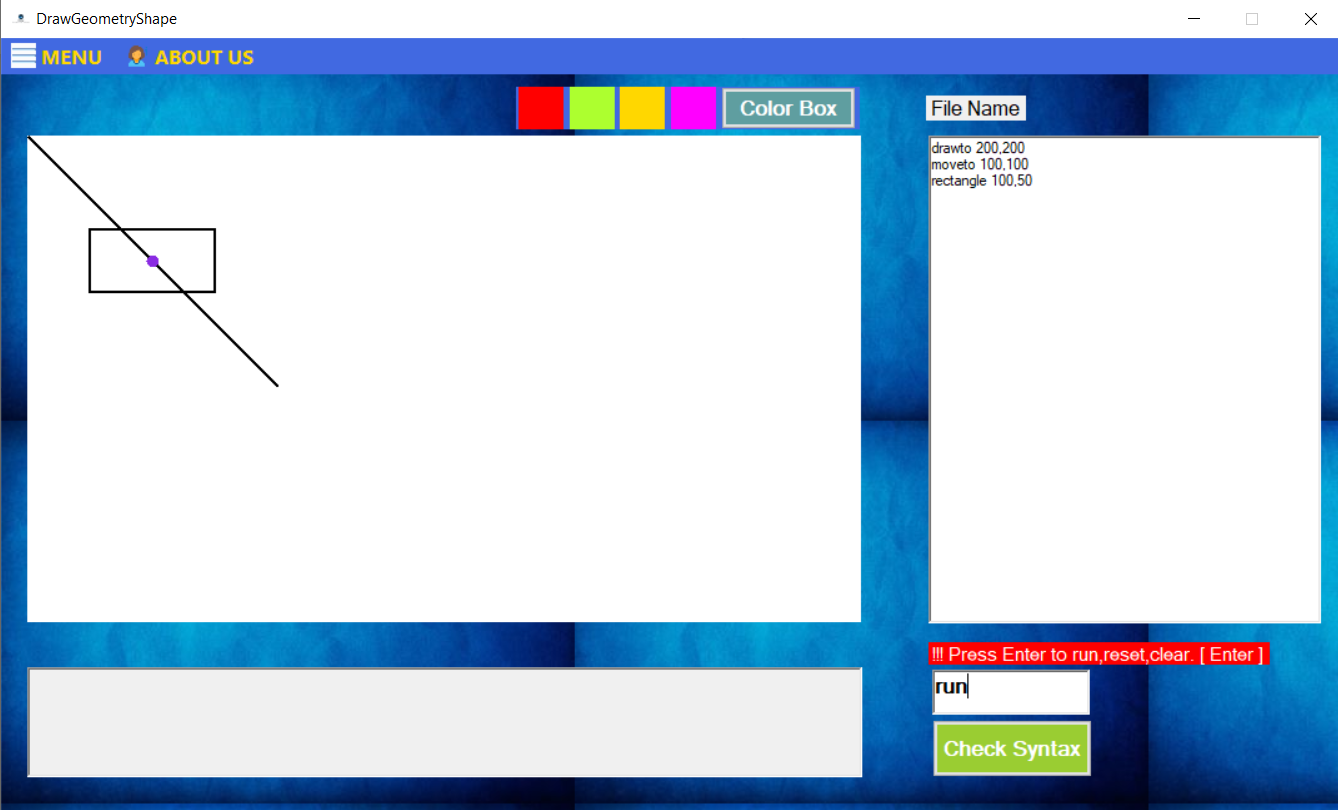 DrawGeometryShape
MENU ABOUT US
Color Box
File Name
drawto 200,200
moveto 100,100
rectangle 100,50
!!! Press Enter to run,reset,clear. [ Enter ]
run
Check Syntax